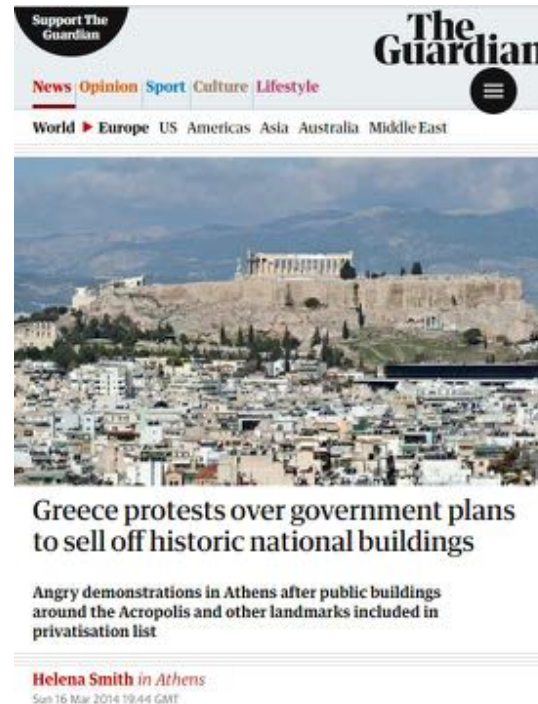 Support The
Guardian
The
Guardian
News Opinion Sport Culture Lifestyle
World ▶ Europe US Americas Asia Australia Middle East
Greece protests over government plans
to sell off historic national buildings
Angry demonstrations in Athens after public buildings
around the Acropolis and other landmarks included in
privatisation list
Helena Smith in Athens
Sun 16 Mar 2014 19.44 GMT